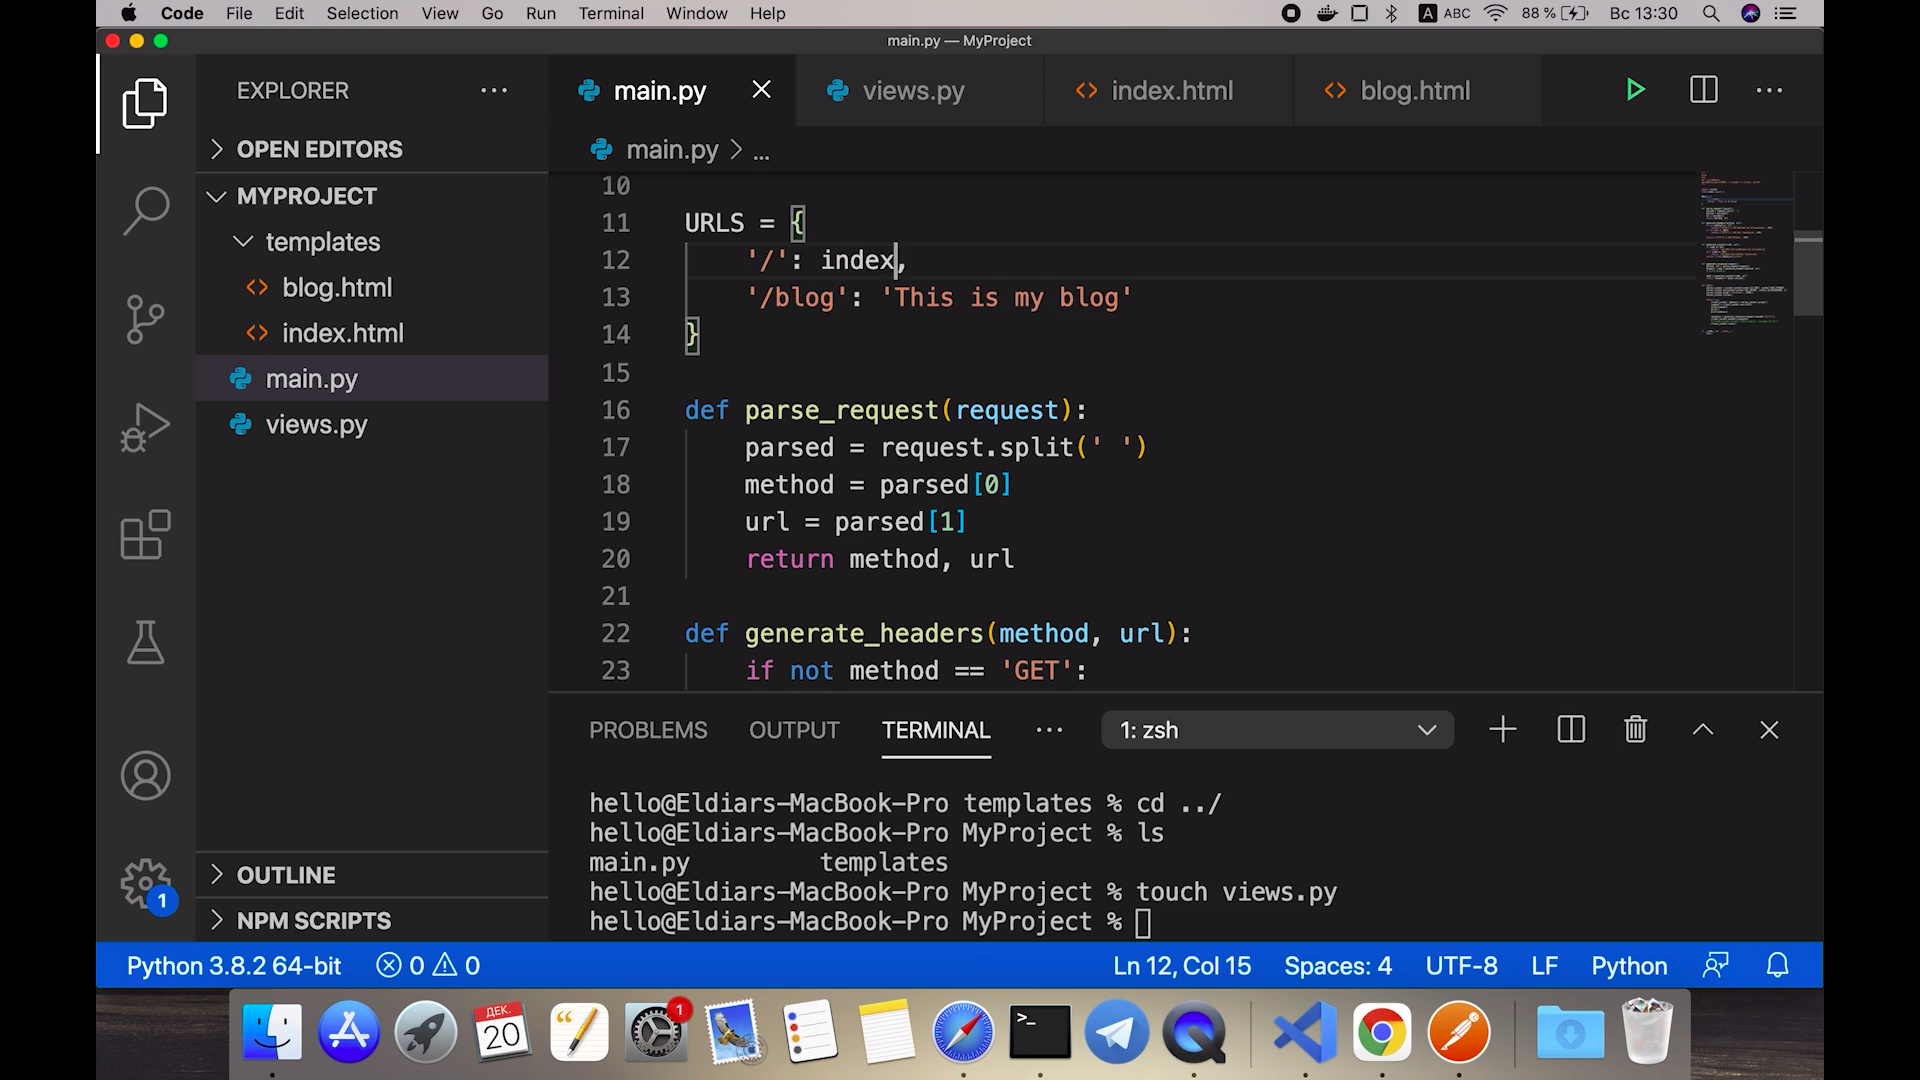 Code File Edit Selection View Go Run Terminal Window Help A ABC 88 % Вс 13:30
main.py — MyProject
EXPLORER
OPEN EDITORS
MYPROJECT
templates
blog.html
index.html
main.py
views.py
OUTLINE
NPM SCRIPTS
main.py views.py index.html blog.html
main.py > ...
10
11 URLS = {
12 '/': index,
13 '/blog': 'This is my blog'
14 }
15
16 def parse_request(request):
17 parsed = request.split(' ')
18 method = parsed[0]
19 url = parsed[1]
20 return method, url
21
22 def generate_headers(method, url):
23 if not method == 'GET':
PROBLEMS OUTPUT TERMINAL 1: zsh
hello@Eldiars-MacBook-Pro templates % cd ../
hello@Eldiars-MacBook-Pro MyProject % ls
main.py templates
hello@Eldiars-MacBook-Pro MyProject % touch views.py
hello@Eldiars-MacBook-Pro MyProject %
1
Python 3.8.2 64-bit 0 0 Ln 12, Col 15 Spaces: 4 UTF-8 LF Python
ДЕК.
20
1
>_